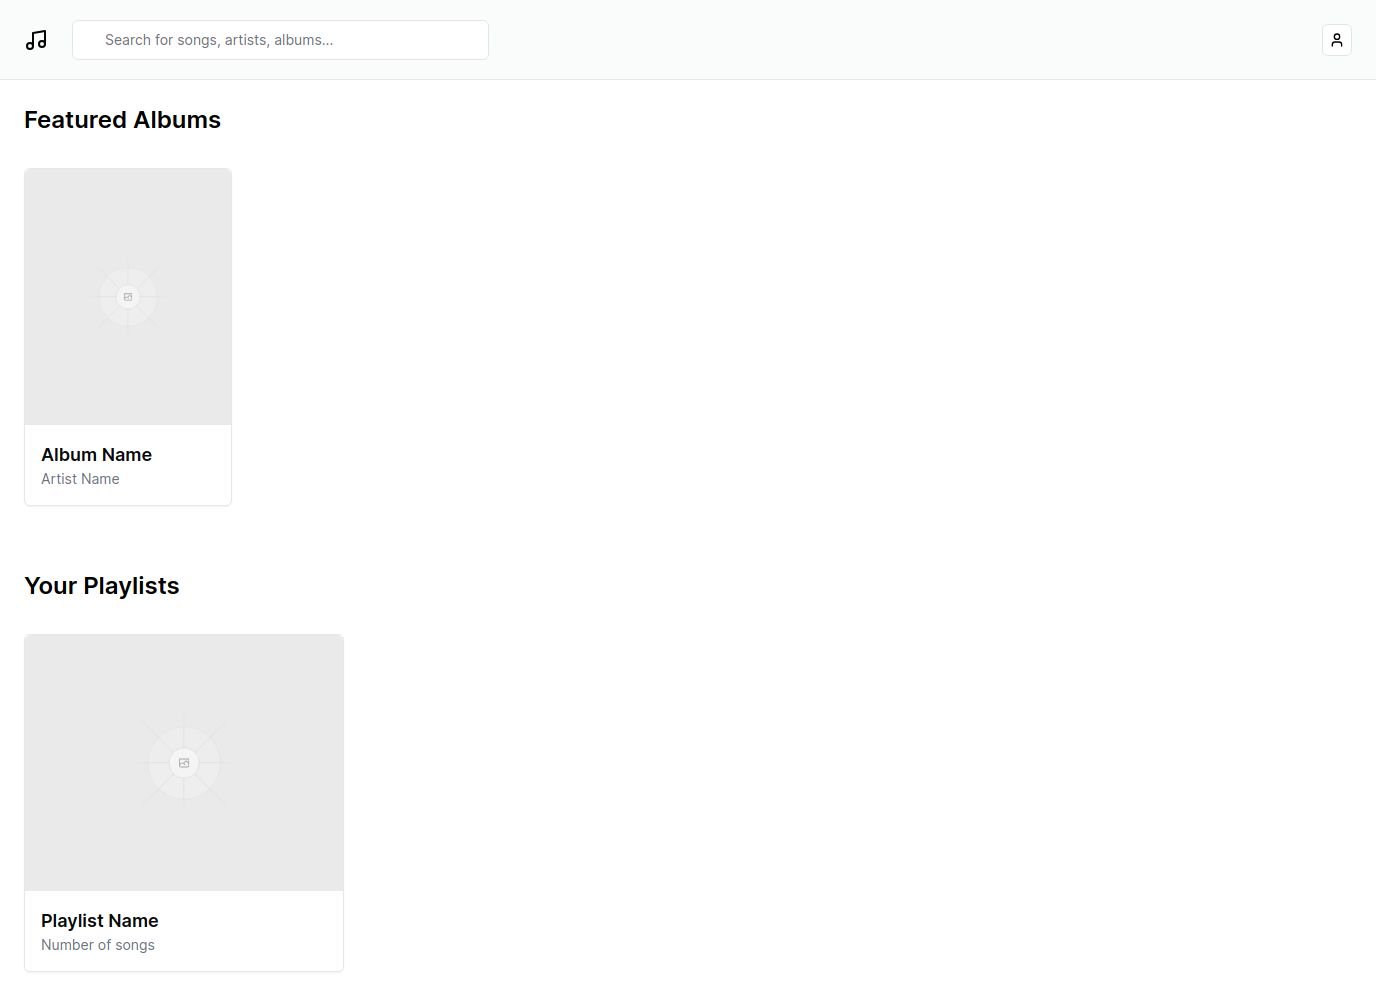 Search for songs, artists, albums...
Featured Albums
Album Name
Artist Name
Your Playlists
Playlist Name
Number of songs